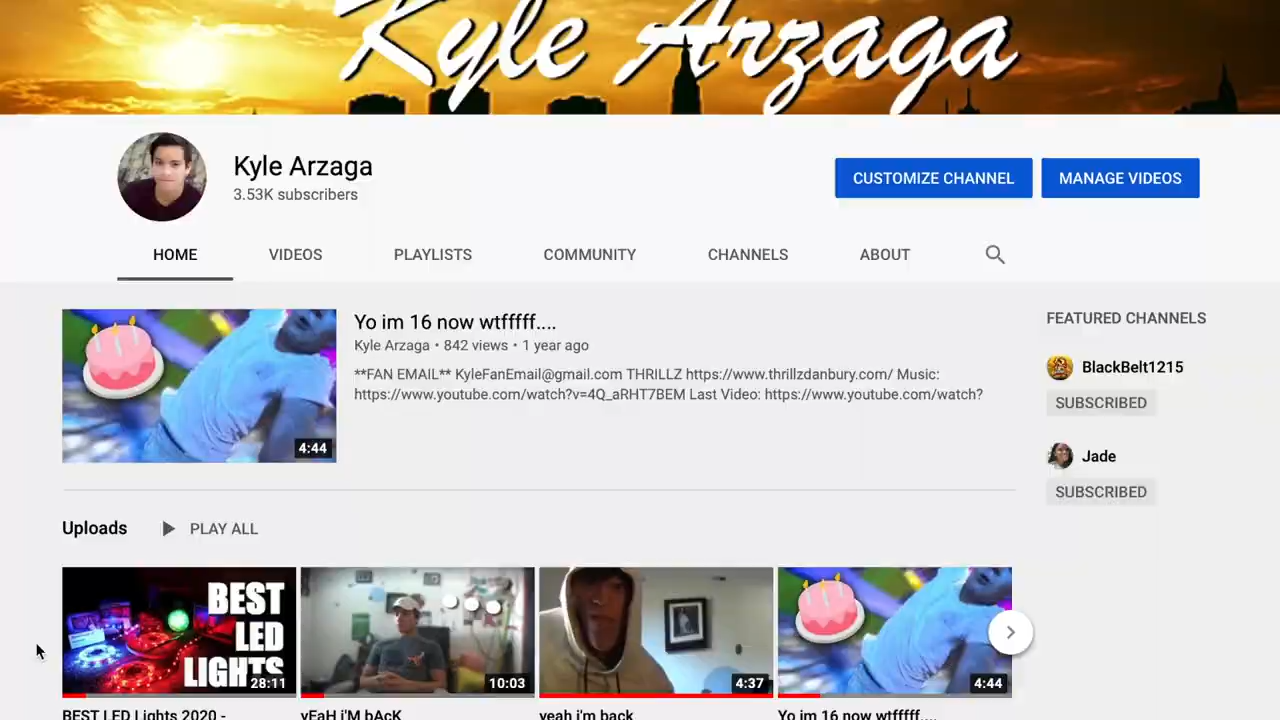 Kyle Arzaga
Kyle Arzaga
3.53K subscribers
CUSTOMIZE CHANNEL
MANAGE VIDEOS
HOME
VIDEOS
PLAYLISTS
COMMUNITY
CHANNELS
ABOUT
4:44
Yo im 16 now wtfffff....
Kyle Arzaga • 842 views • 1 year ago
**FAN EMAIL** KyleFanEmail@gmail.com THRILLZ https://www.thrillzdanbury.com/ Music:
https://www.youtube.com/watch?v=4Q_aRHT7BEM Last Video: https://www.youtube.com/watch?
FEATURED CHANNELS
BlackBelt1215
SUBSCRIBED
Jade
SUBSCRIBED
Uploads
PLAY ALL
BEST
LED
LIGHTS
28:11
10:03
4:37
4:44
BEST LED Lights 2020 -
yEaH i'M bAcK
yeah i'm back
Yo im 16 now wtfffff....